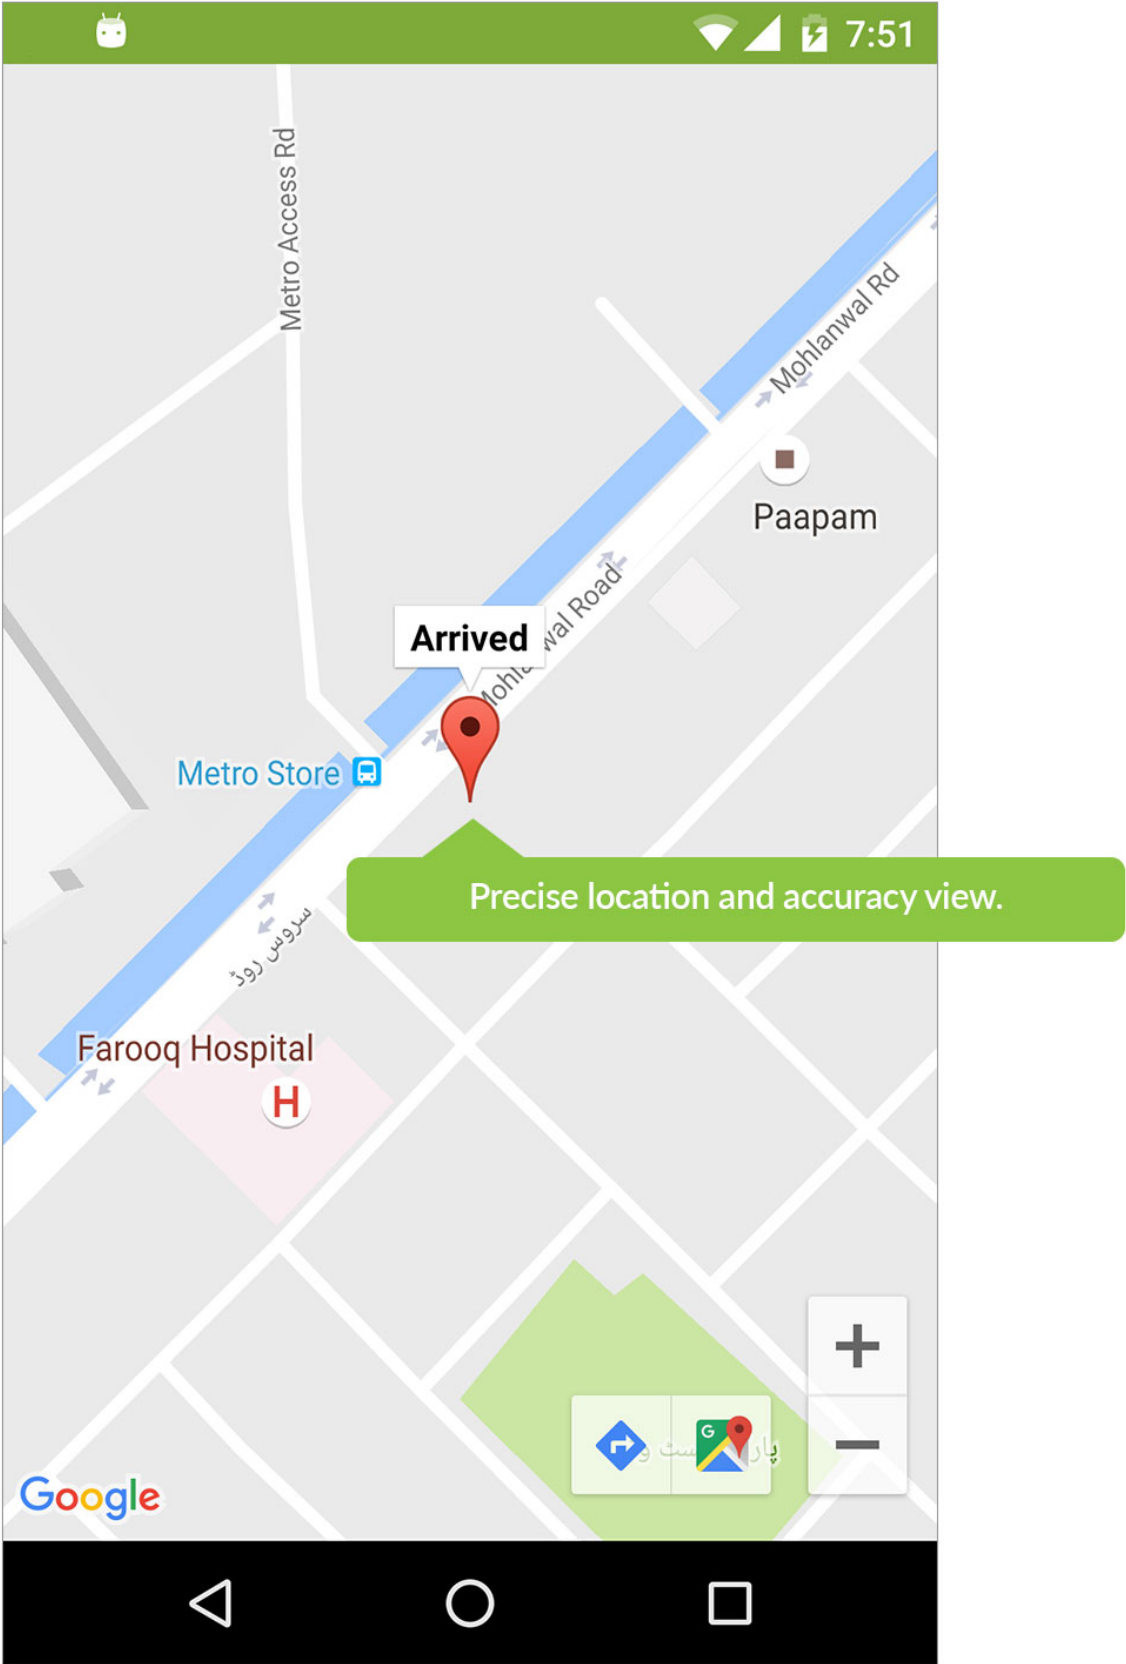 7:51
Metro Access Rd
Mohlanwal Rd
Paapam
Arrived
wal Road
Metro Store
Precise location and accuracy view.
سروس روڈ
Farooq Hospital
H
G
Google